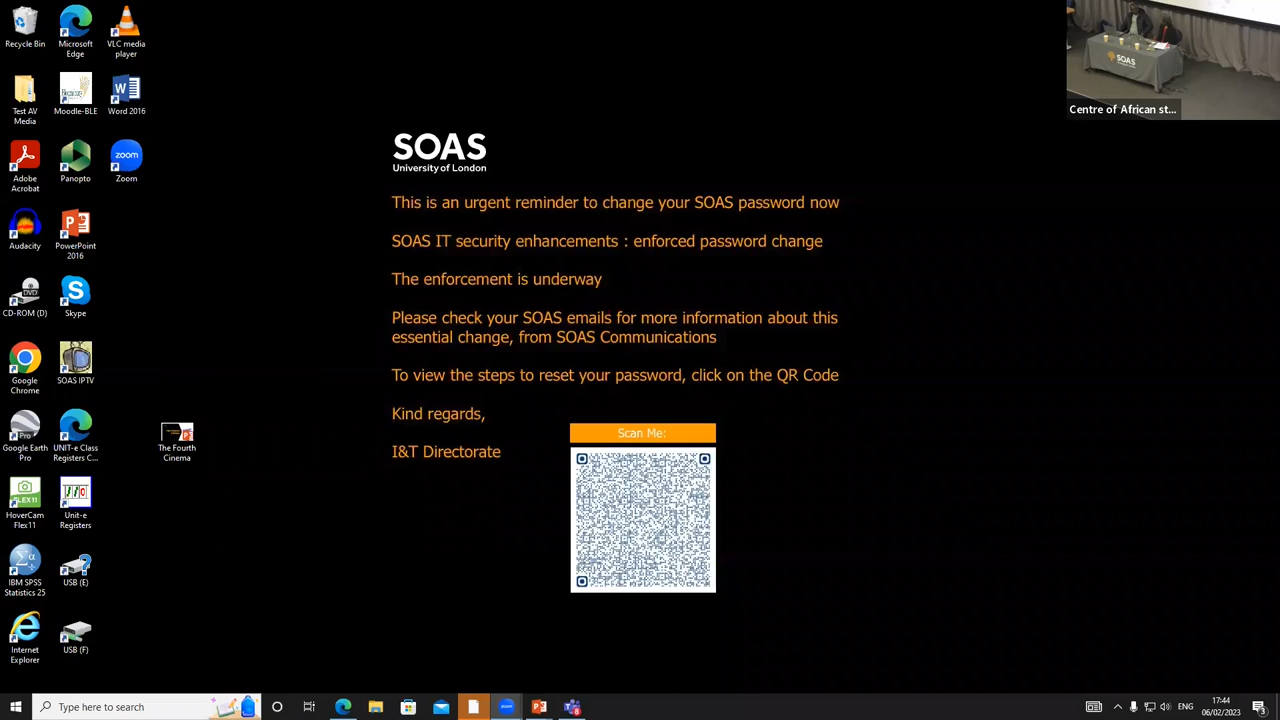 Recycle Bin
Microsoft
Edge
VLC media
player
Test AV
Media
Moodle-BLE
Word 2016
Adobe
Acrobat
Panopto
zoom
Zoom
Audacity
PowerPoint
2016
DVD
CD-ROM (D)
Skype
Google
Chrome
SOAS IPTV
Pro
Google Earth
Pro
UNIT-e Class
Registers C...
The Fourth
Cinema
FLEX11
HoverCam
Flex11
Unit-e
Registers
IBM SPSS
Statistics 25
USB (E)
Internet
Explorer
USB (F)
SOAS
University of London
This is an urgent reminder to change your SOAS password now
SOAS IT security enhancements : enforced password change
The enforcement is underway
Please check your SOAS emails for more information about this
essential change, from SOAS Communications
To view the steps to reset your password, click on the QR Code
Kind regards,
I&T Directorate
Scan Me:
SOAS
Centre of African st...
Type here to search
zoom
ENG
17:44
06/02/2023